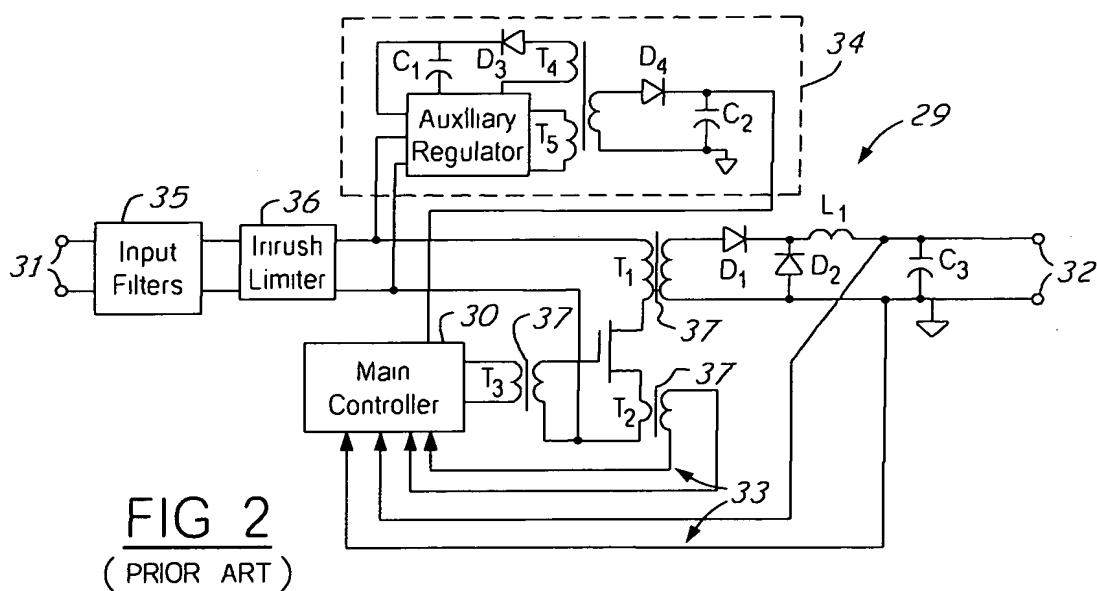 34
C1
D3
T4
D4
C2
Auxiliary
Regulator
T5
29
35
36
L1
31
Input
Filters
Inrush
Limiter
T1
D1
D2
C3
32
30
37
37
Main
Controller
T3
37
T2
33
FIG 2
(PRIOR ART)